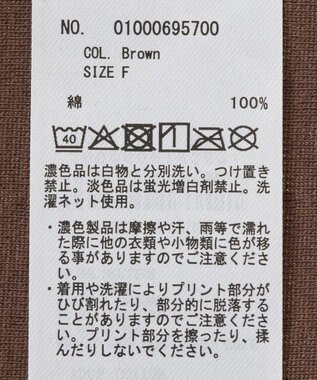 NO. 01000695700
COL. Brown
SIZE F
綿 100%
40
濃色品は白物と分別洗い。つけ置き
禁止。淡色品は蛍光増白剤禁止。洗
濯ネット使用。
・濃色製品は摩擦や汗、雨等で濡れ
た際に他の衣類や小物類に色が移
る事がありますのでご注意くださ
い。
・着用や洗濯によりプリント部分が
ひび割れたり、部分的に脱落する
ことがありますのでご注意くださ
い。プリント部分を擦ったり、揉
んだりしないでください。